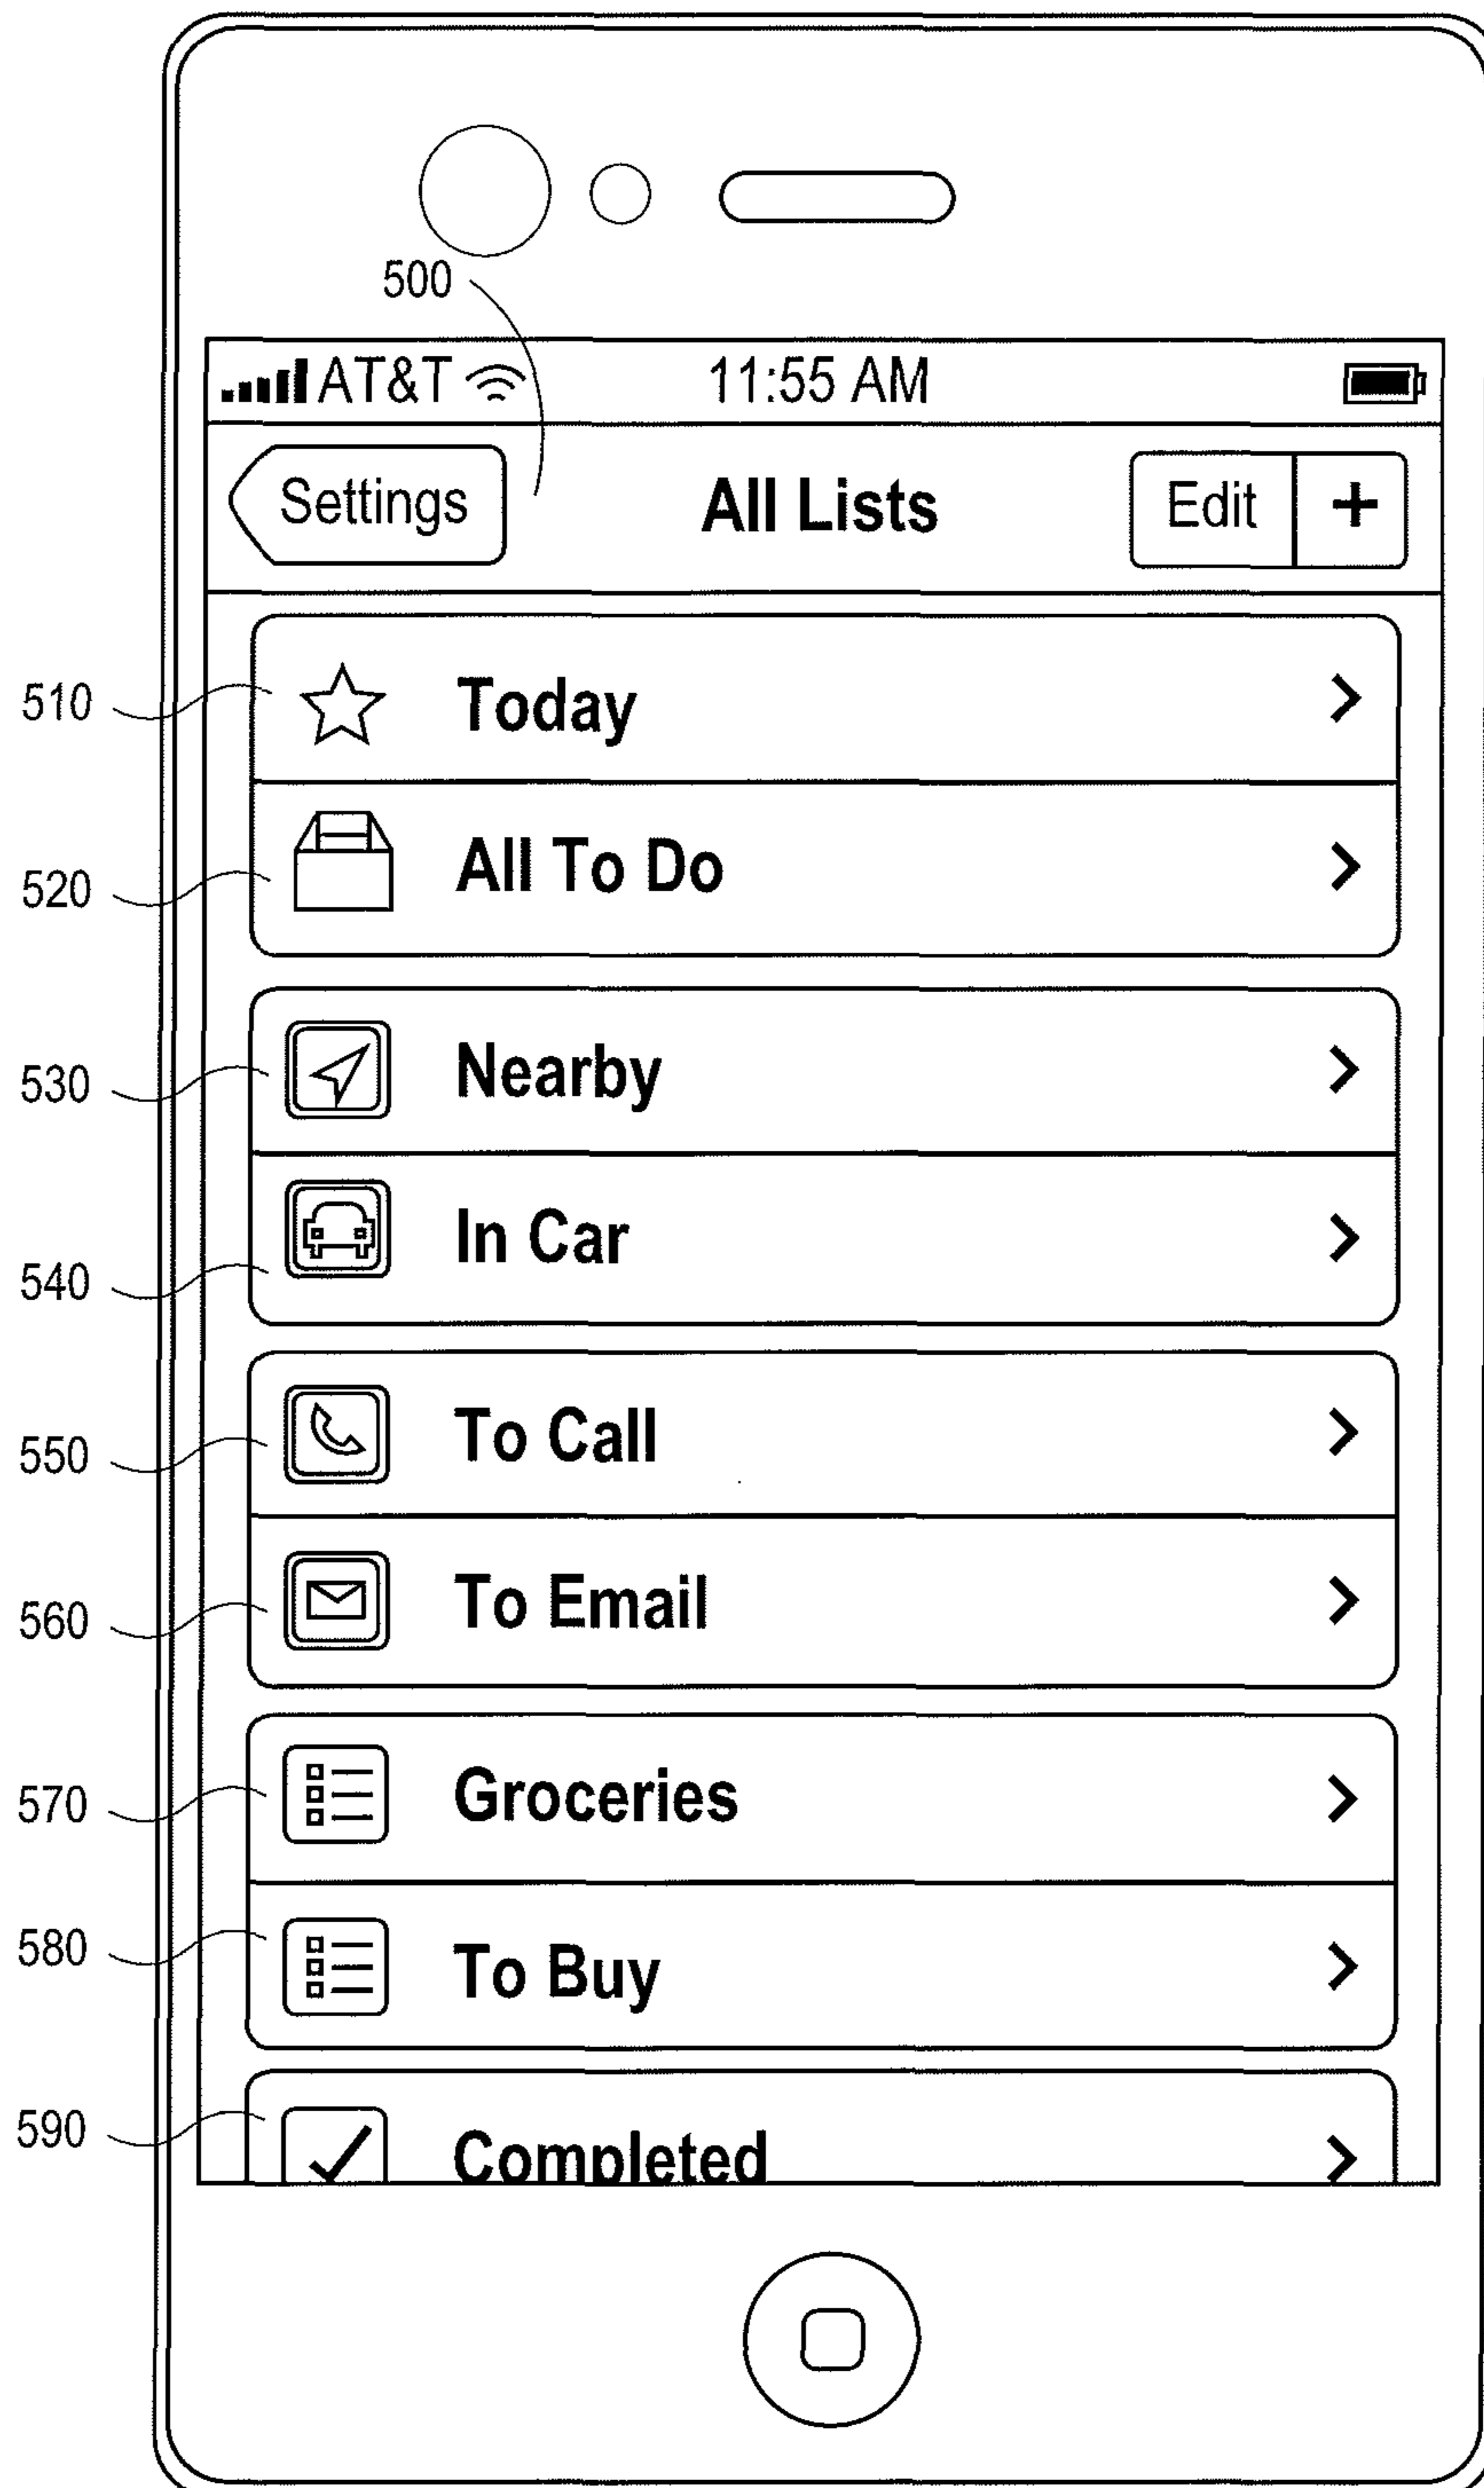 500
AT&T 11:55 AM
Settings All Lists Edit +
510 Today >
520 All To Do >
530 Nearby >
540 In Car >
550 To Call >
560 To Email >
570 Groceries >
580 To Buy >
590 Completed >